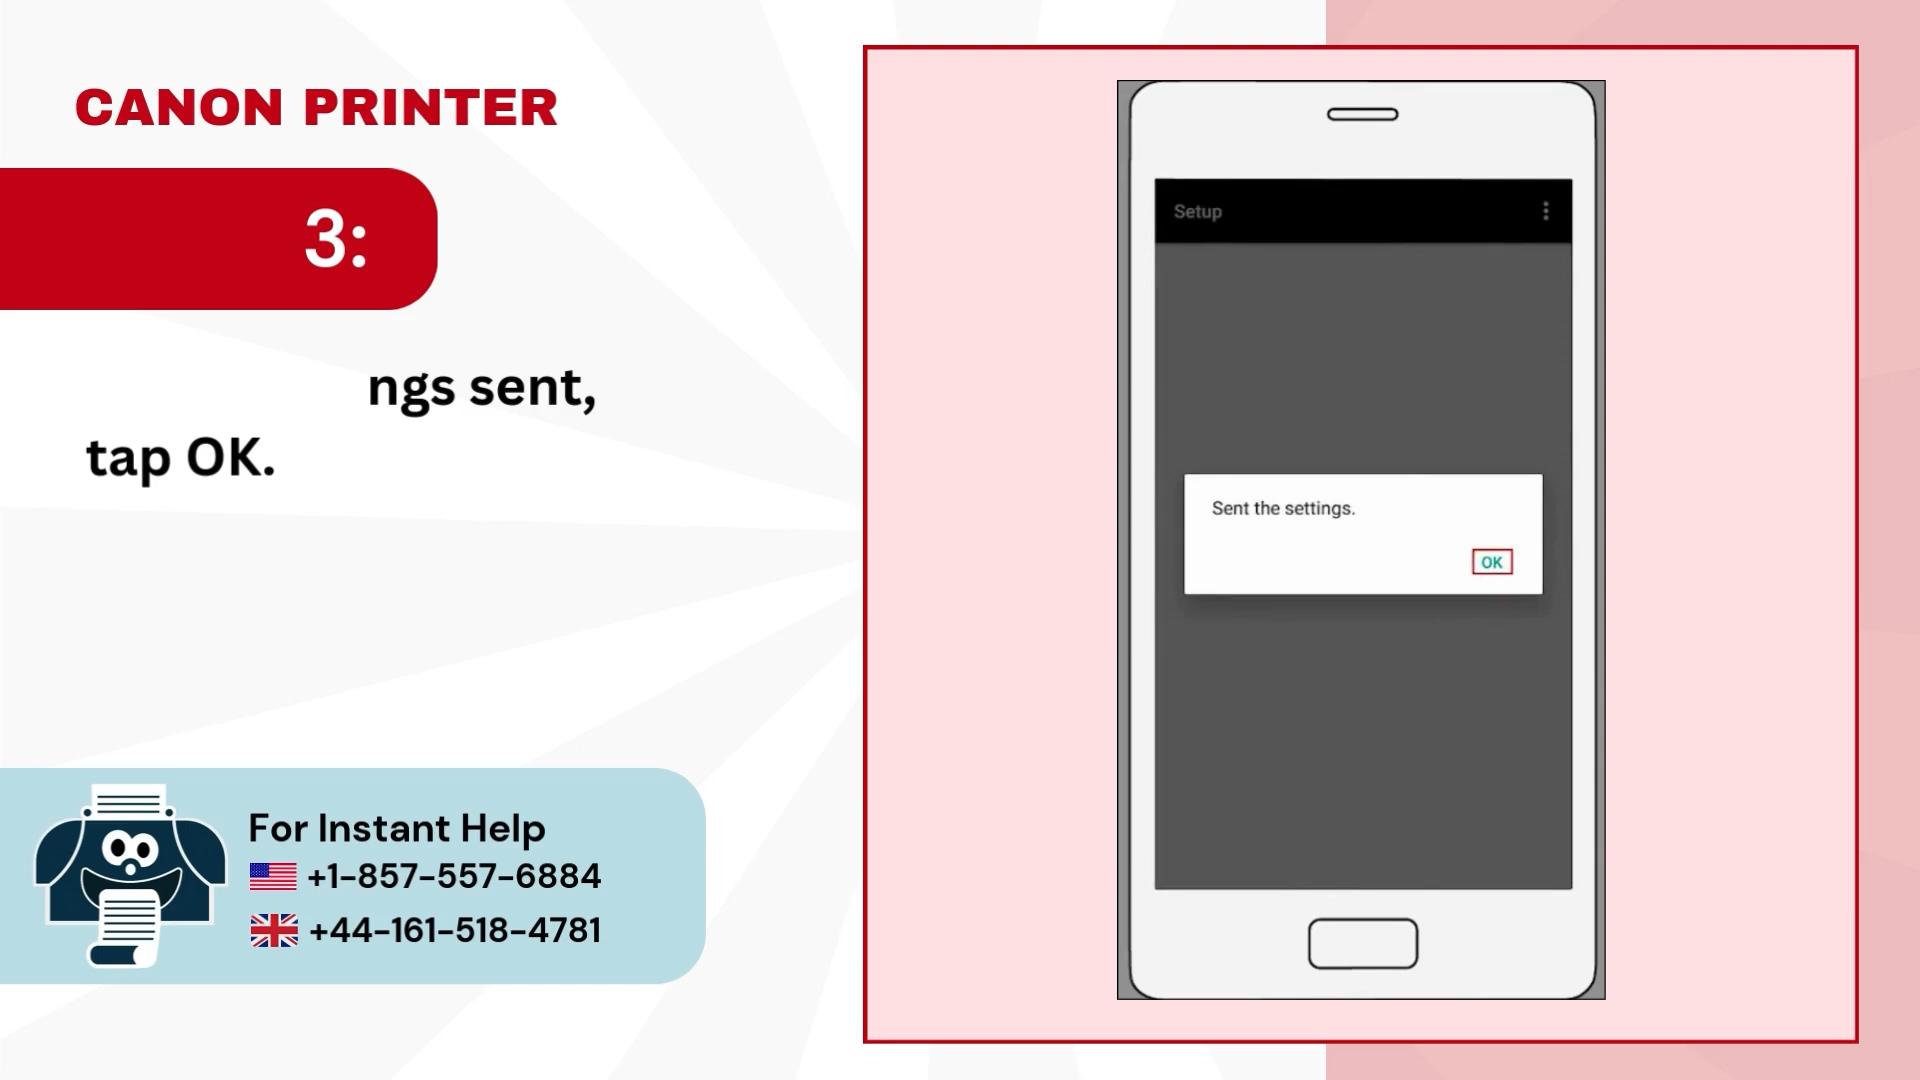 CANON PRINTER
3:
ngs sent,
tap OK.
For Instant Help
+1-857-557-6884
+44-161-518-4781
Setup
Sent the settings.
OK